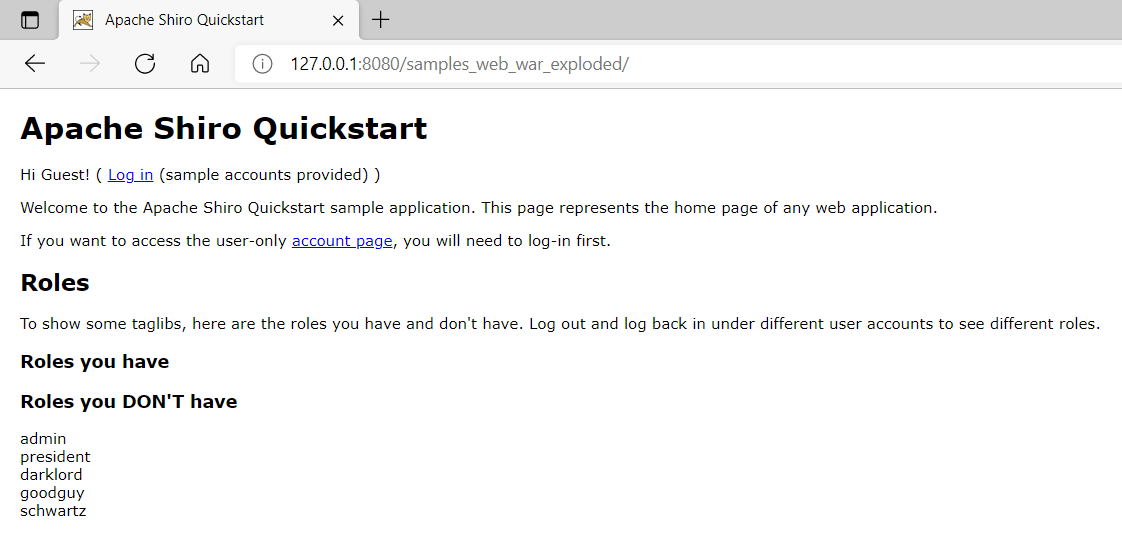 Apache Shiro Quickstart
127.0.0.1:8080/samples_web_war_exploded/
Apache Shiro Quickstart
Hi Guest! ( Log in (sample accounts provided) )
Welcome to the Apache Shiro Quickstart sample application. This page represents the home page of any web application.
If you want to access the user-only account page, you will need to log-in first.
Roles
To show some taglibs, here are the roles you have and don't have. Log out and log back in under different user accounts to see different roles.
Roles you have
Roles you DON'T have
admin
president
darklord
goodguy
schwartz